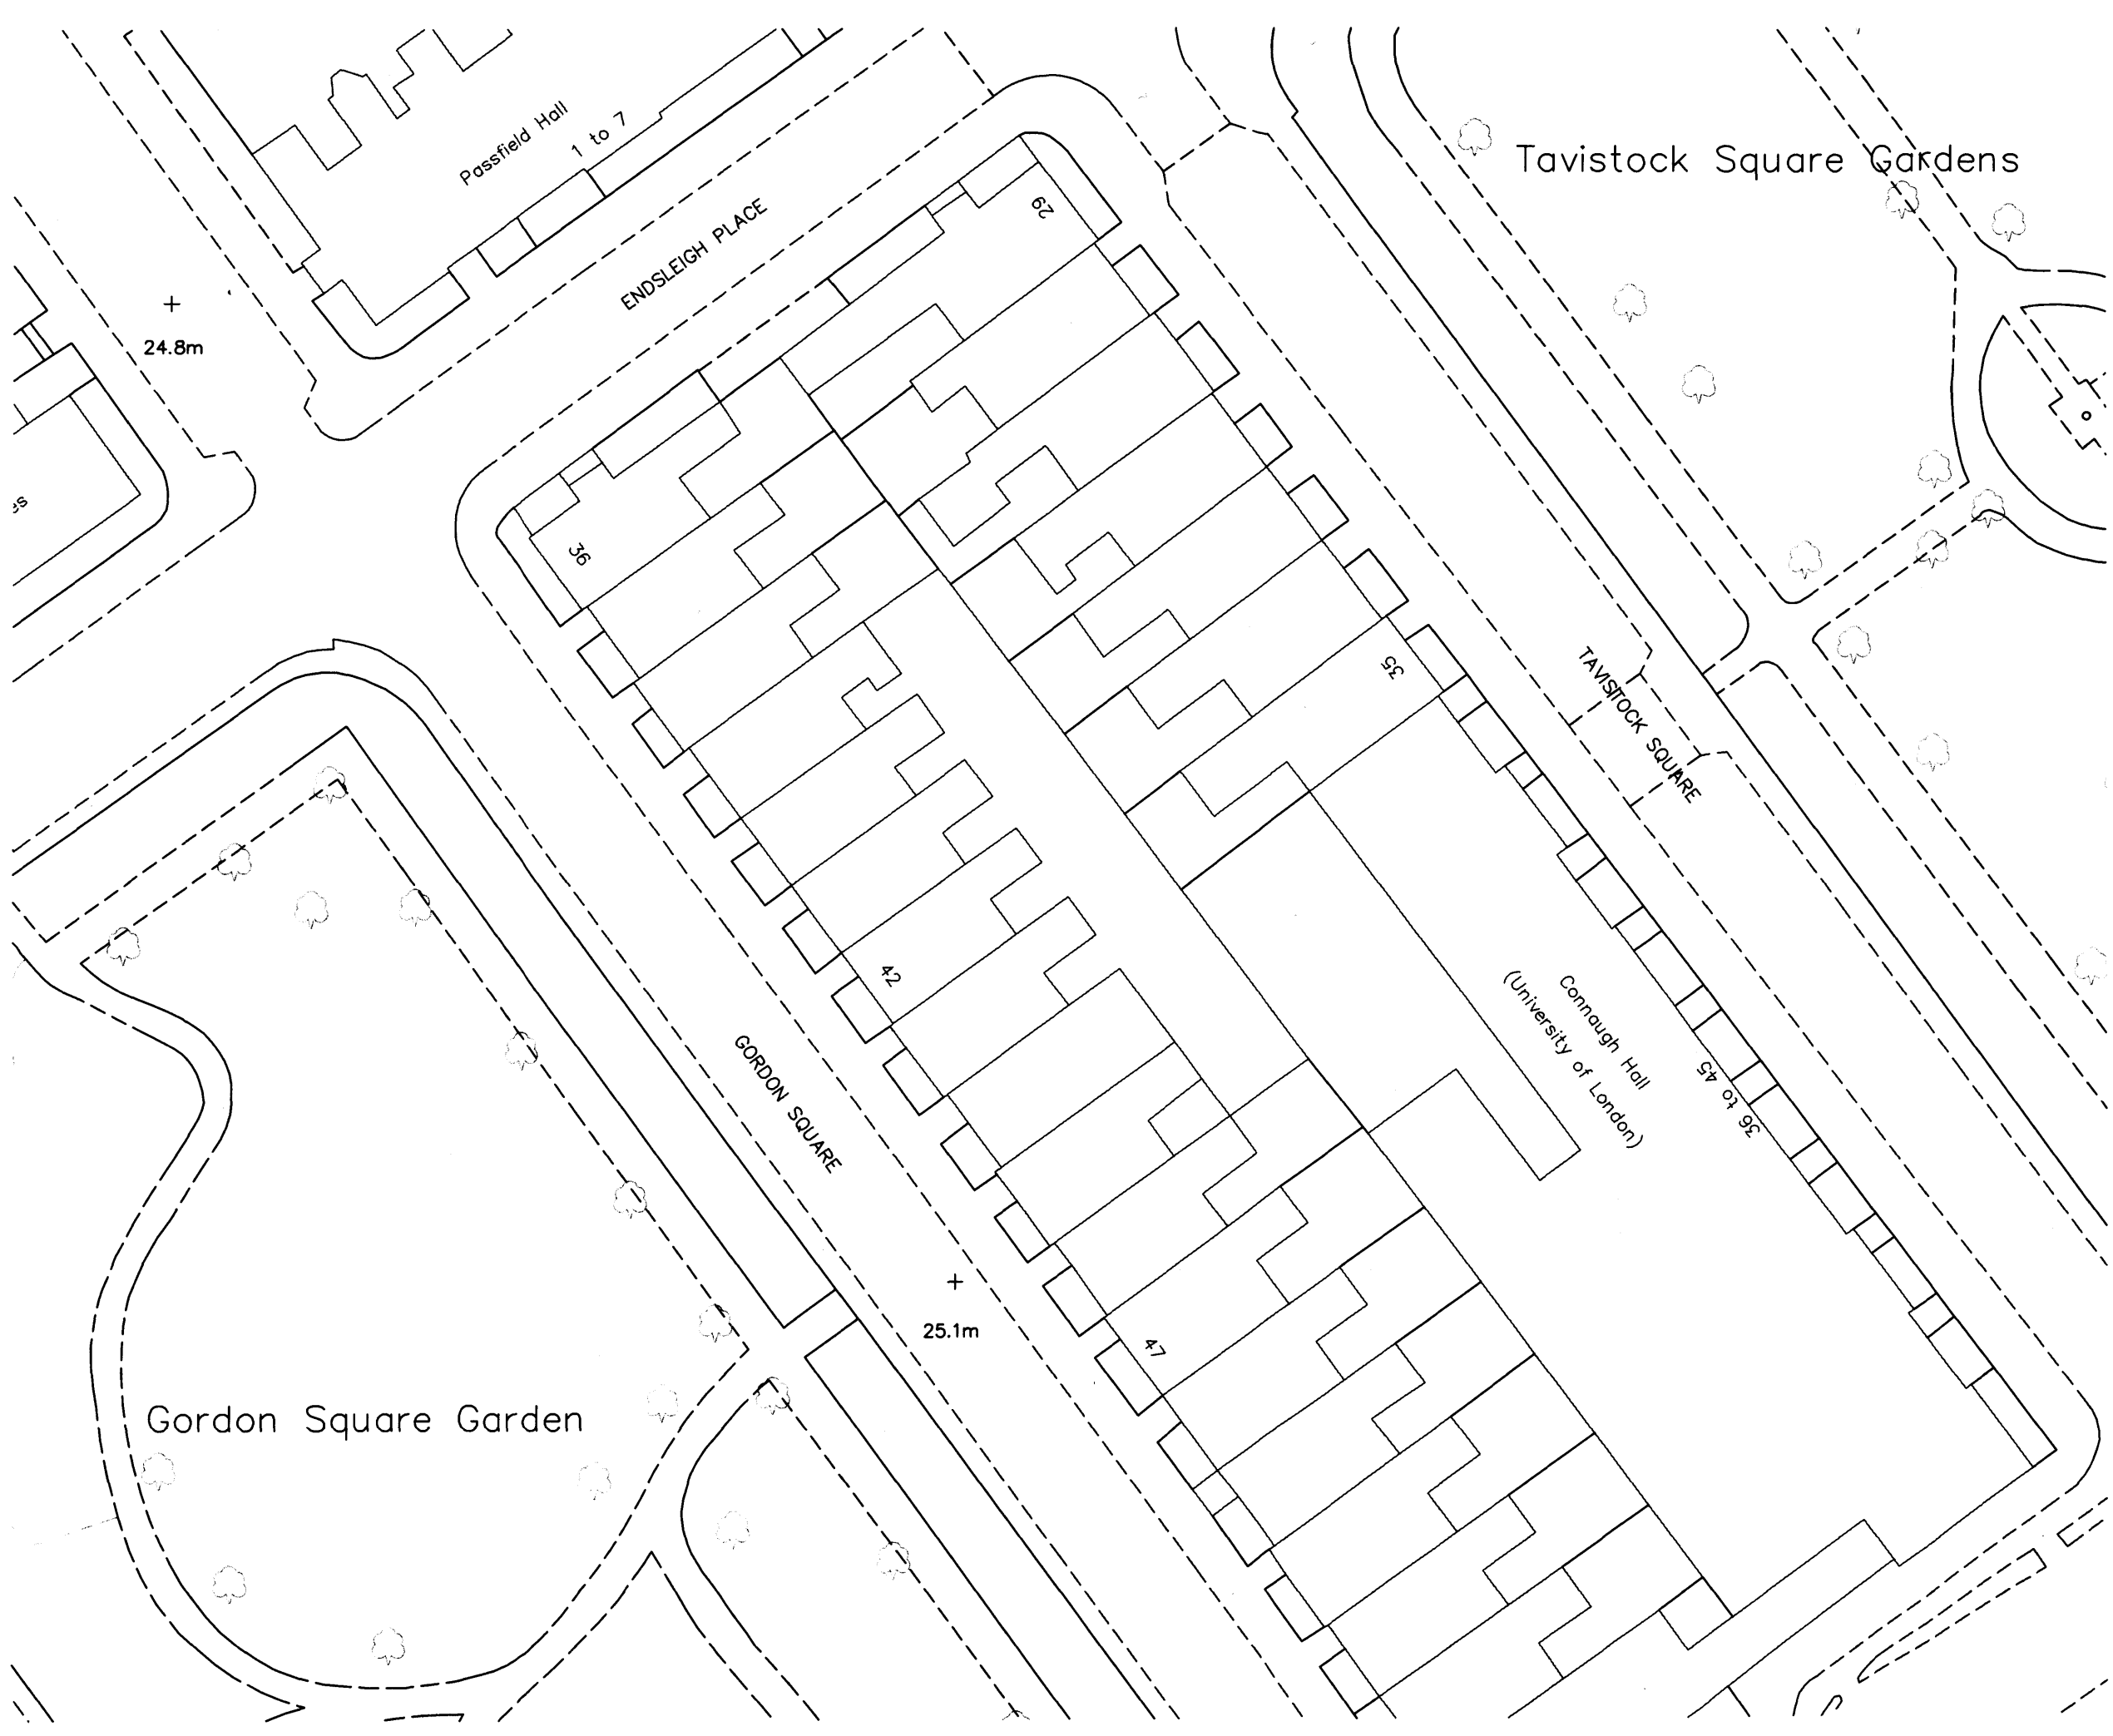 Passfield Hall
1 to 7
Tavistock Square Gardens
ENDSLEIGH PLACE
29
24.8m
es
36
35
TAVISTOCK SQUARE
42
Connaugh Hall
(University of London)
36 to 45
GORDON SQUARE
25.1m
47
Gordon Square Garden